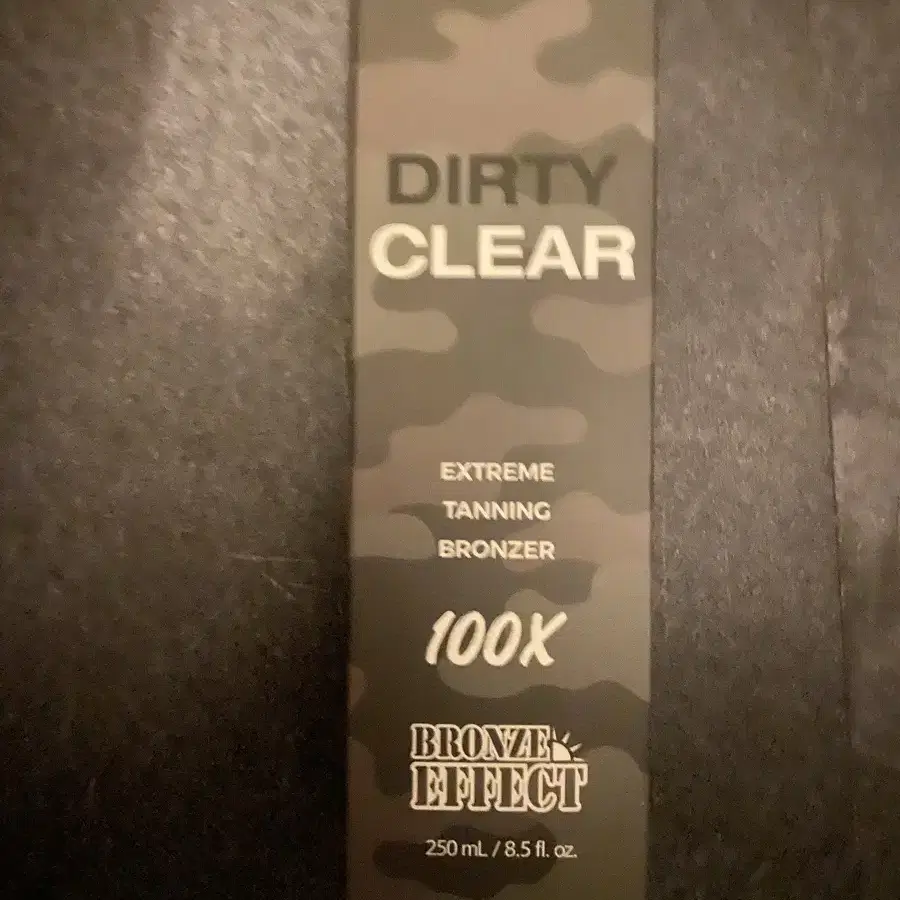 DIRTY
CLEAR
EXTREME
TANNING
BRONZER
100X
BRONZE
EFFECT
250 mL / 8.5 fl. oz.